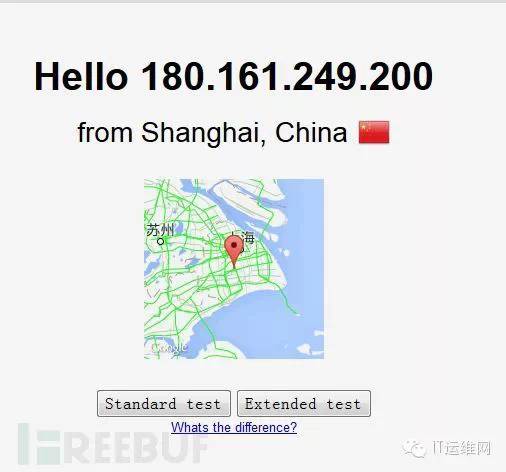 Hello 180.161.249.200
from Shanghai, China
苏州
上海
Google
Standard test
Extended test
Whats the difference?
REEBUF
IT运维网